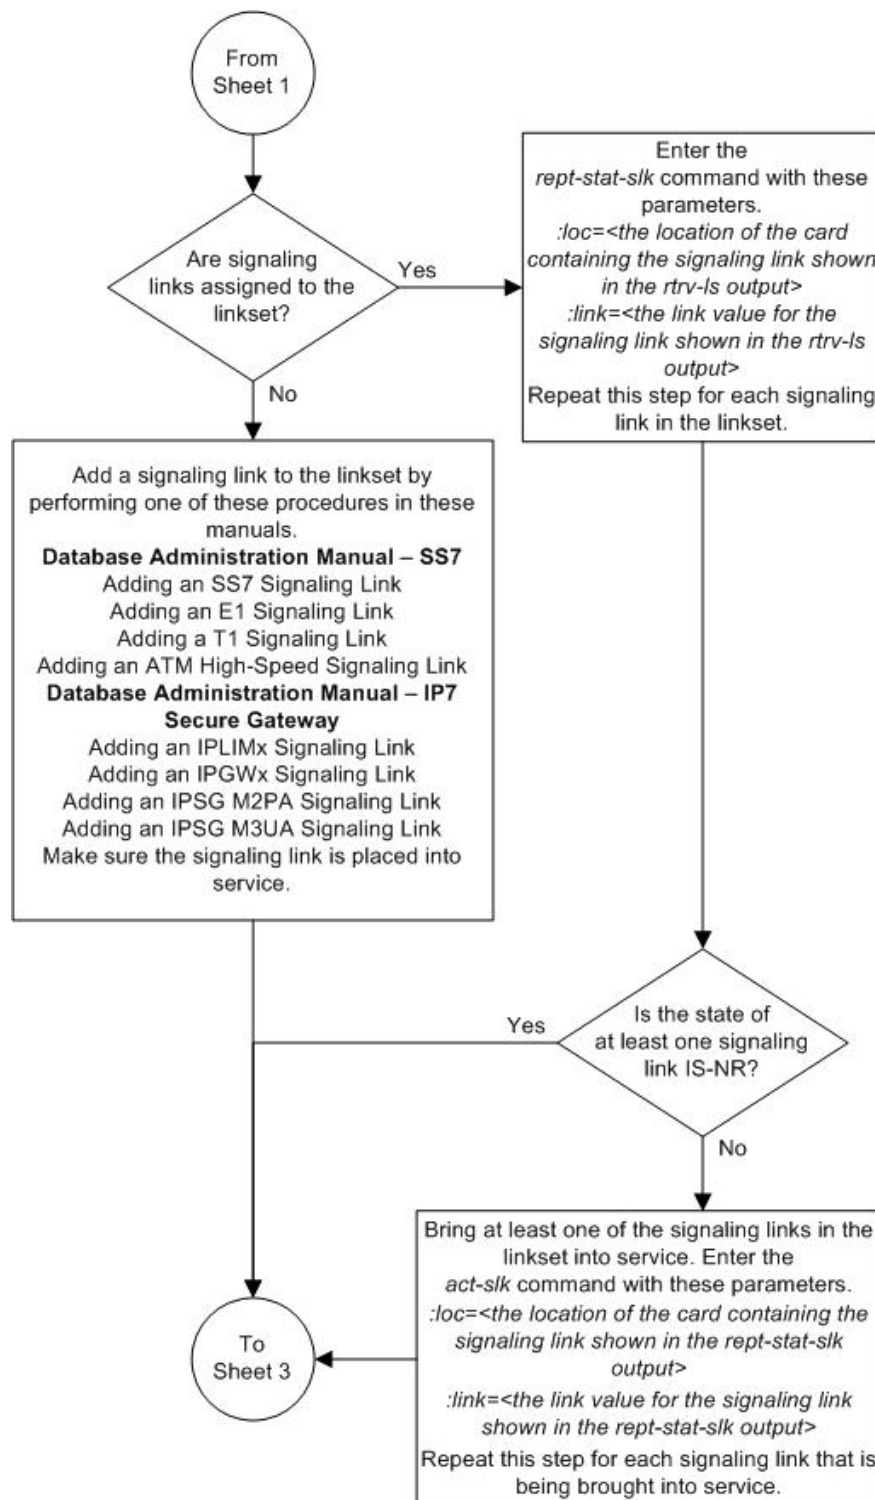 From
Sheet 1
Are signaling
links assigned to the
linkset?
Yes
No
Enter the
rept-stat-slk command with these
parameters.
:loc=<the location of the card
containing the signaling link shown
in the rtrv-ls output>
:link=<the link value for the
signaling link shown in the rtrv-ls
output>
Repeat this step for each signaling
link in the linkset.
Add a signaling link to the linkset by
performing one of these procedures in these
manuals.
Database Administration Manual – SS7
Adding an SS7 Signaling Link
Adding an E1 Signaling Link
Adding a T1 Signaling Link
Adding an ATM High-Speed Signaling Link
Database Administration Manual – IP7
Secure Gateway
Adding an IPLIMx Signaling Link
Adding an IPGWx Signaling Link
Adding an IPSG M2PA Signaling Link
Adding an IPSG M3UA Signaling Link
Make sure the signaling link is placed into
service.
Is the state of
at least one signaling
link IS-NR?
Yes
No
Bring at least one of the signaling links in the
linkset into service. Enter the
act-slk command with these parameters.
:loc=<the location of the card containing the
signaling link shown in the rept-stat-slk
output>
:link=<the link value for the signaling link
shown in the rept-stat-slk output>
Repeat this step for each signaling link that is
being brought into service.
To
Sheet 3